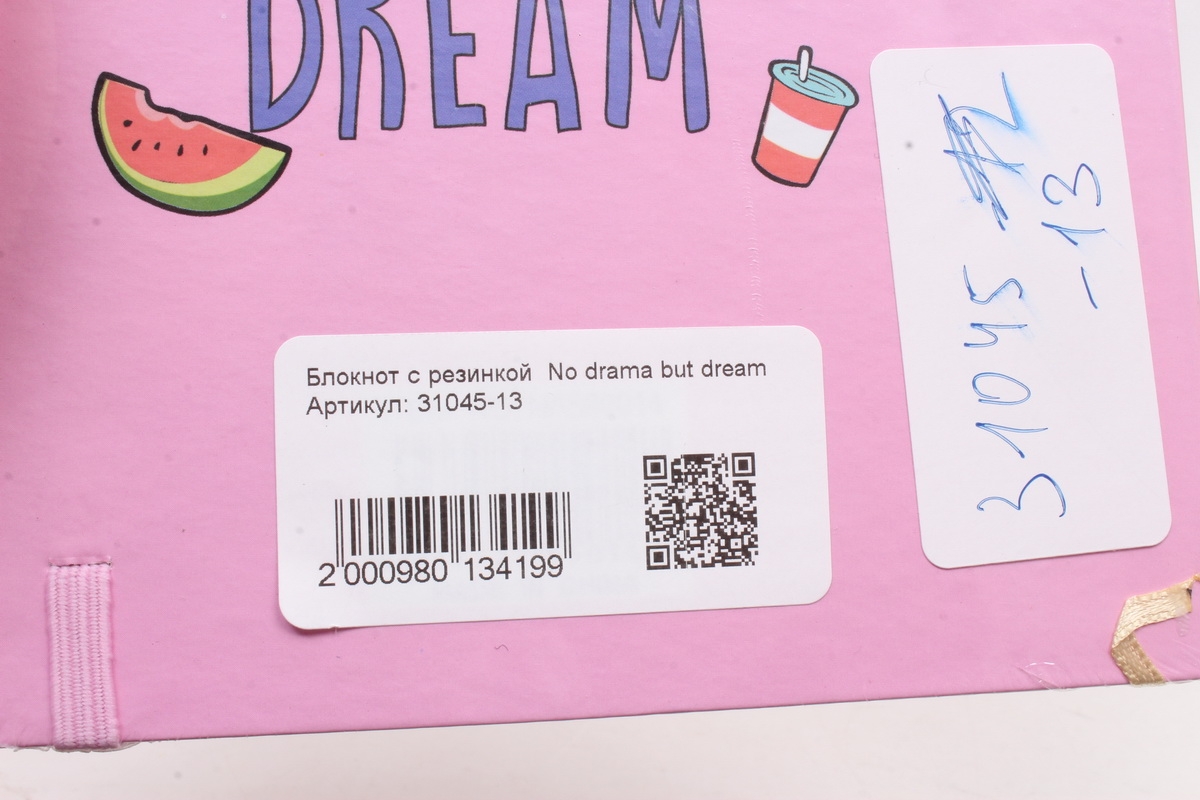 DREAM
Блокнот с резинкой No drama but dream
Артикул: 31045-13
2 000980 134199
31045
-13